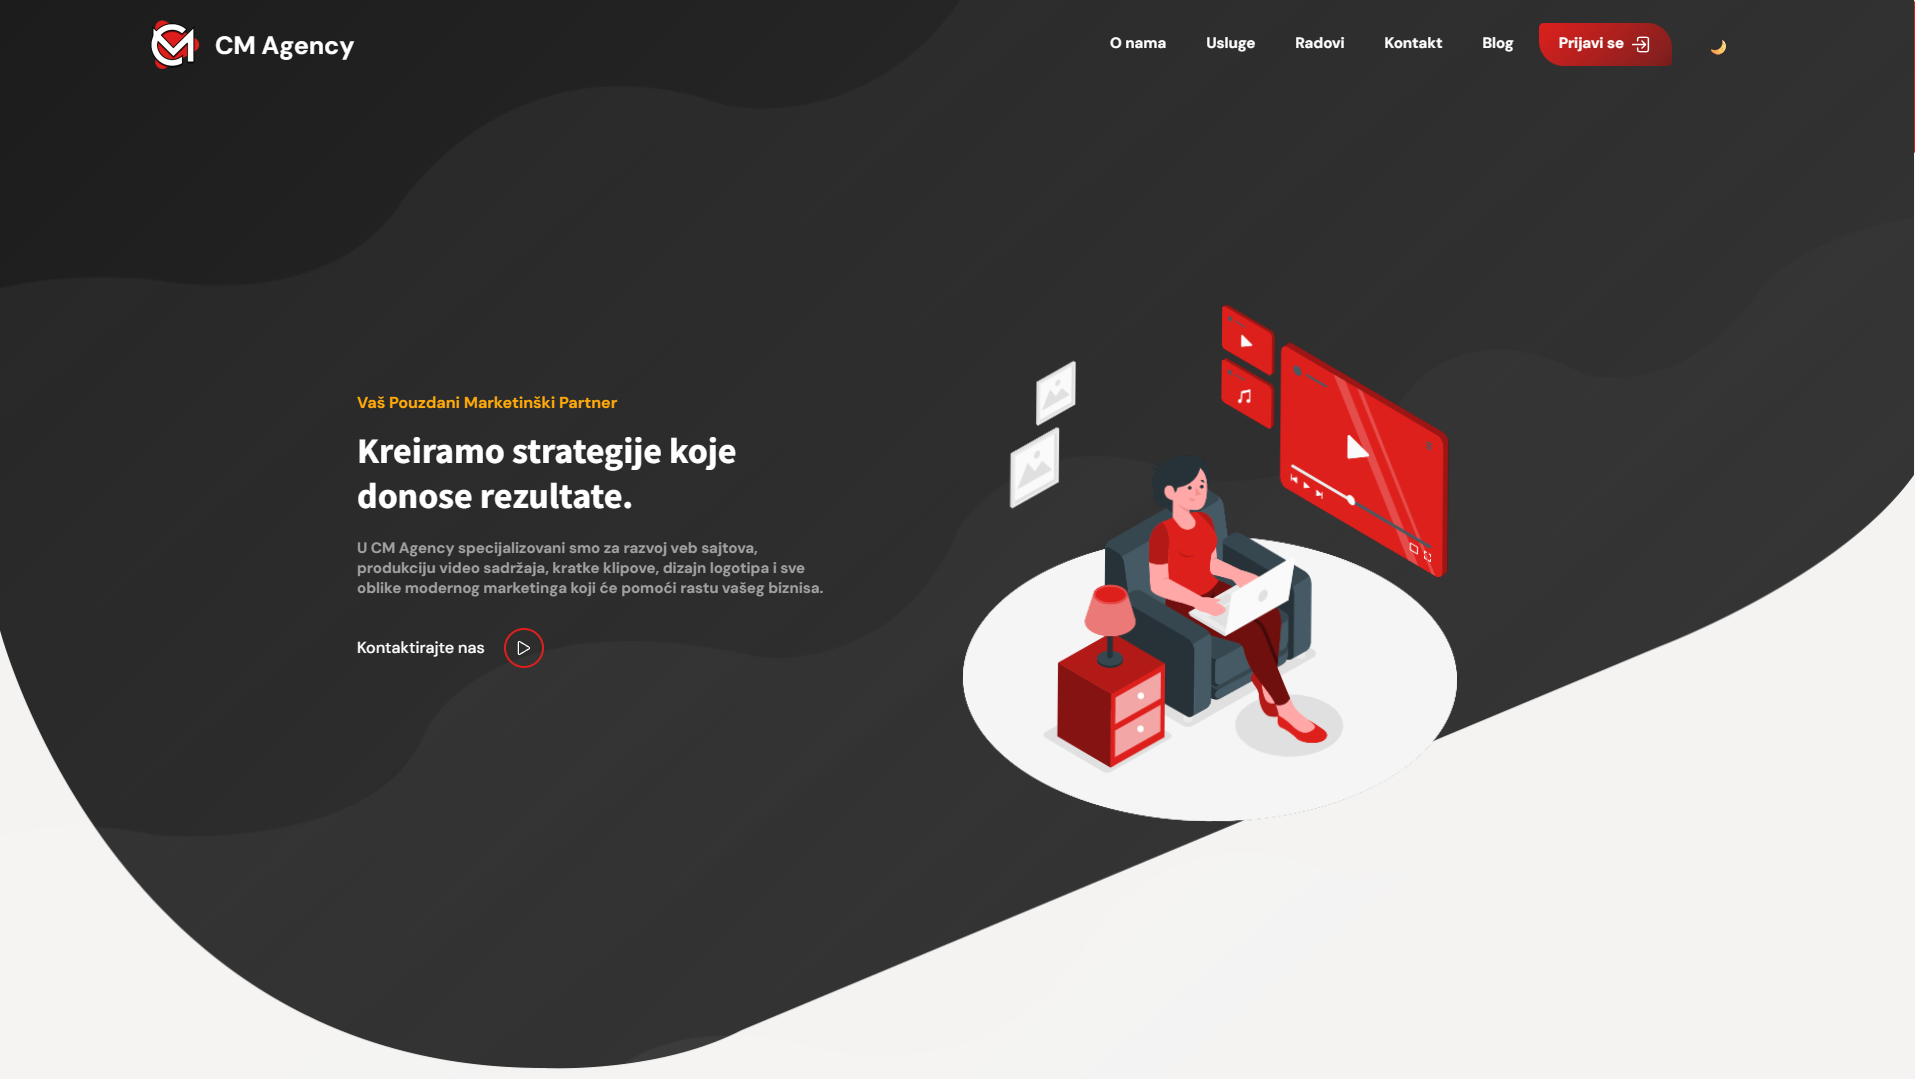 CM Agency
O nama
Usluge
Radovi
Kontakt
Blog
Prijavi se
Vaš Pouzdani Marketinški Partner
Kreiramo strategije koje
donose rezultate.
U CM Agency specijalizovani smo za razvoj veb sajtova,
produkciju video sadržaja, kratke klipove, dizajn logotipa i sve
oblike modernog marketinga koji će pomoći rastu vašeg biznisa.
Kontaktirajte nas